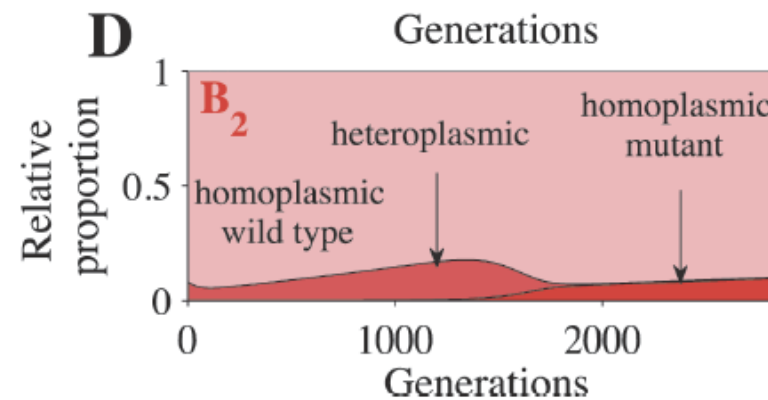 D
Generations
1
B2
homoplasmic
mutant
heteroplasmic
Relative
proportion
0.5
homoplasmic
wild type
0
0
1000
2000
Generations